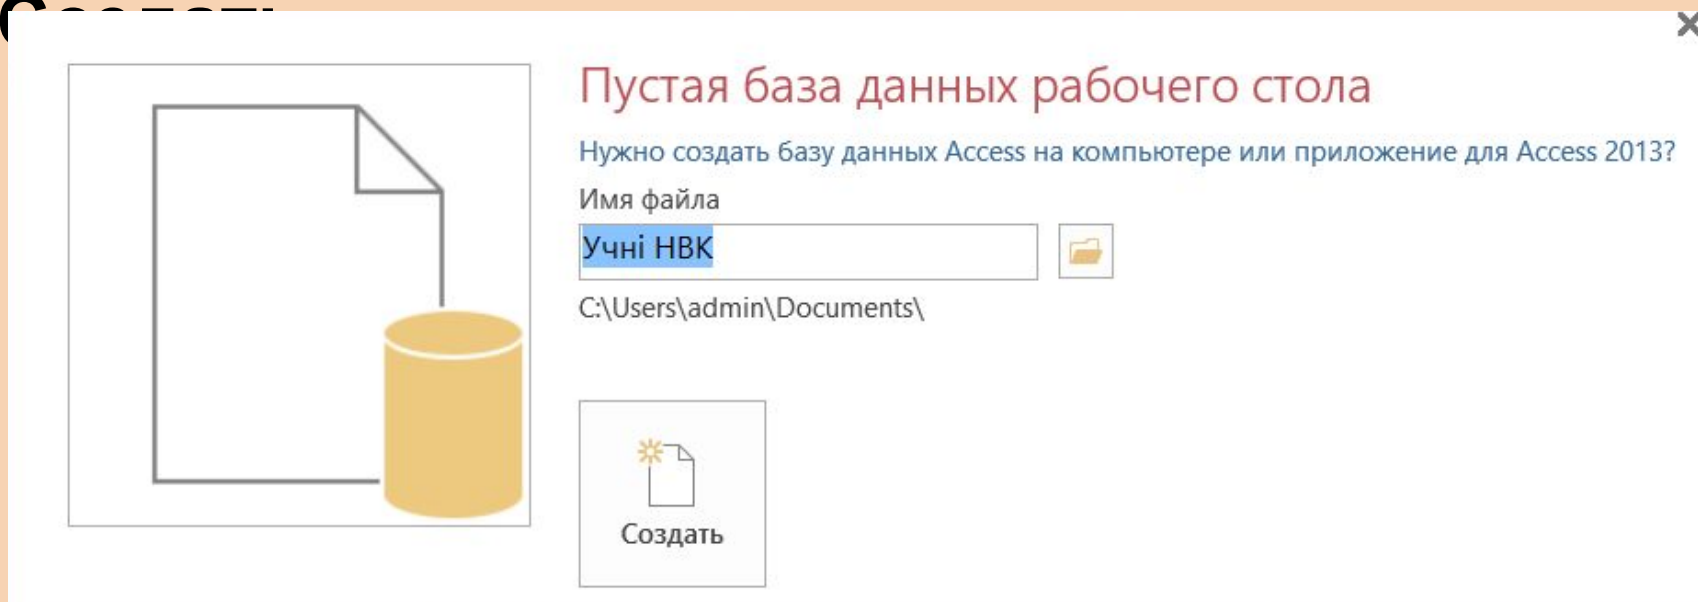 Создать
Пустая база данных рабочего стола
Нужно создать базу данных Access на компьютере или приложение для Access 2013?
Имя файла
Учні НВК
C:\Users\admin\Documents\
Создать